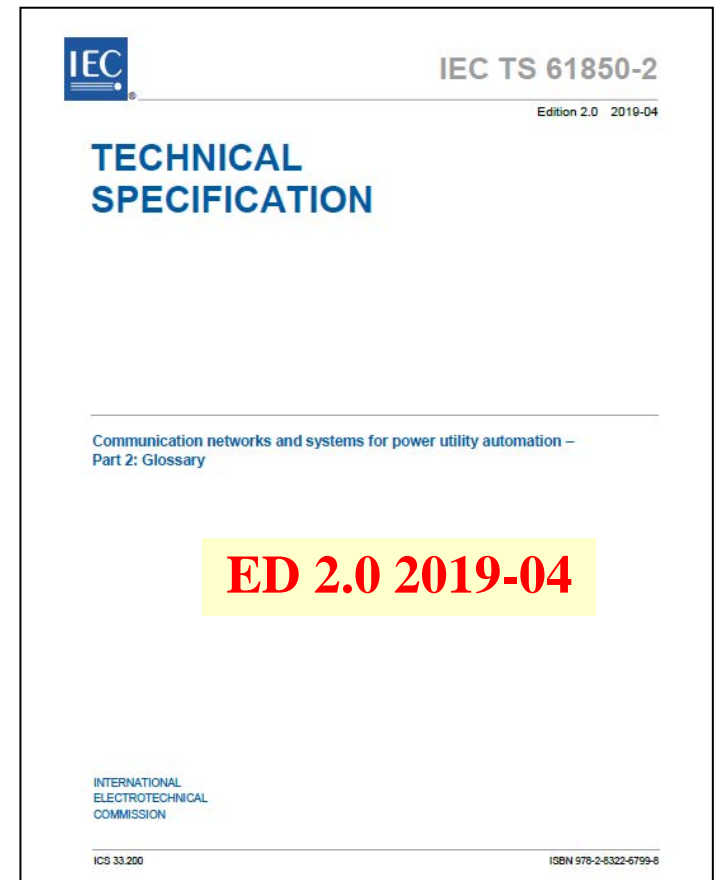 IEC
®
IEC TS 61850-2
Edition 2.0 2019-04
TECHNICAL
SPECIFICATION
Communication networks and systems for power utility automation –
Part 2: Glossary
ED 2.0 2019-04
INTERNATIONAL
ELECTROTECHNICAL
COMMISSION
ICS 33.200
ISBN 978-2-8322-6799-8